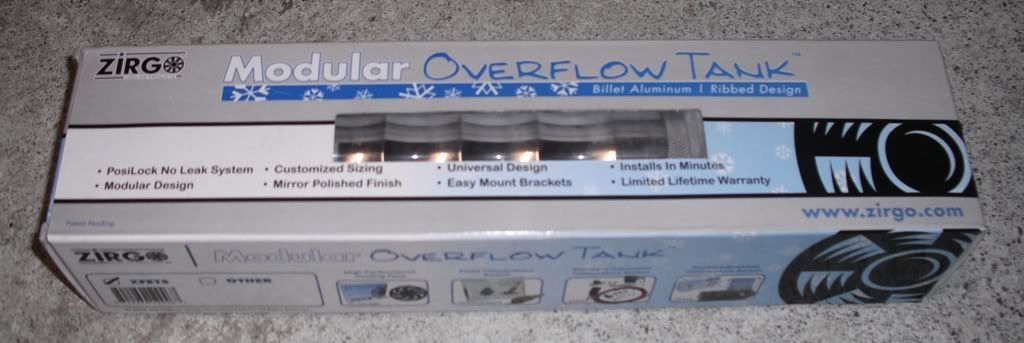 ZIRGO
Modular OVERFLOW TANK™
Billet Aluminum | Ribbed Design
• PosiLock No Leak System • Customized Sizing • Universal Design • Installs In Minutes
• Modular Design • Mirror Polished Finish • Easy Mount Brackets • Limited Lifetime Warranty
Patent Pending
www.zirgo.com
ZIRGO | Modular OVERFLOW TANK™
OTHER